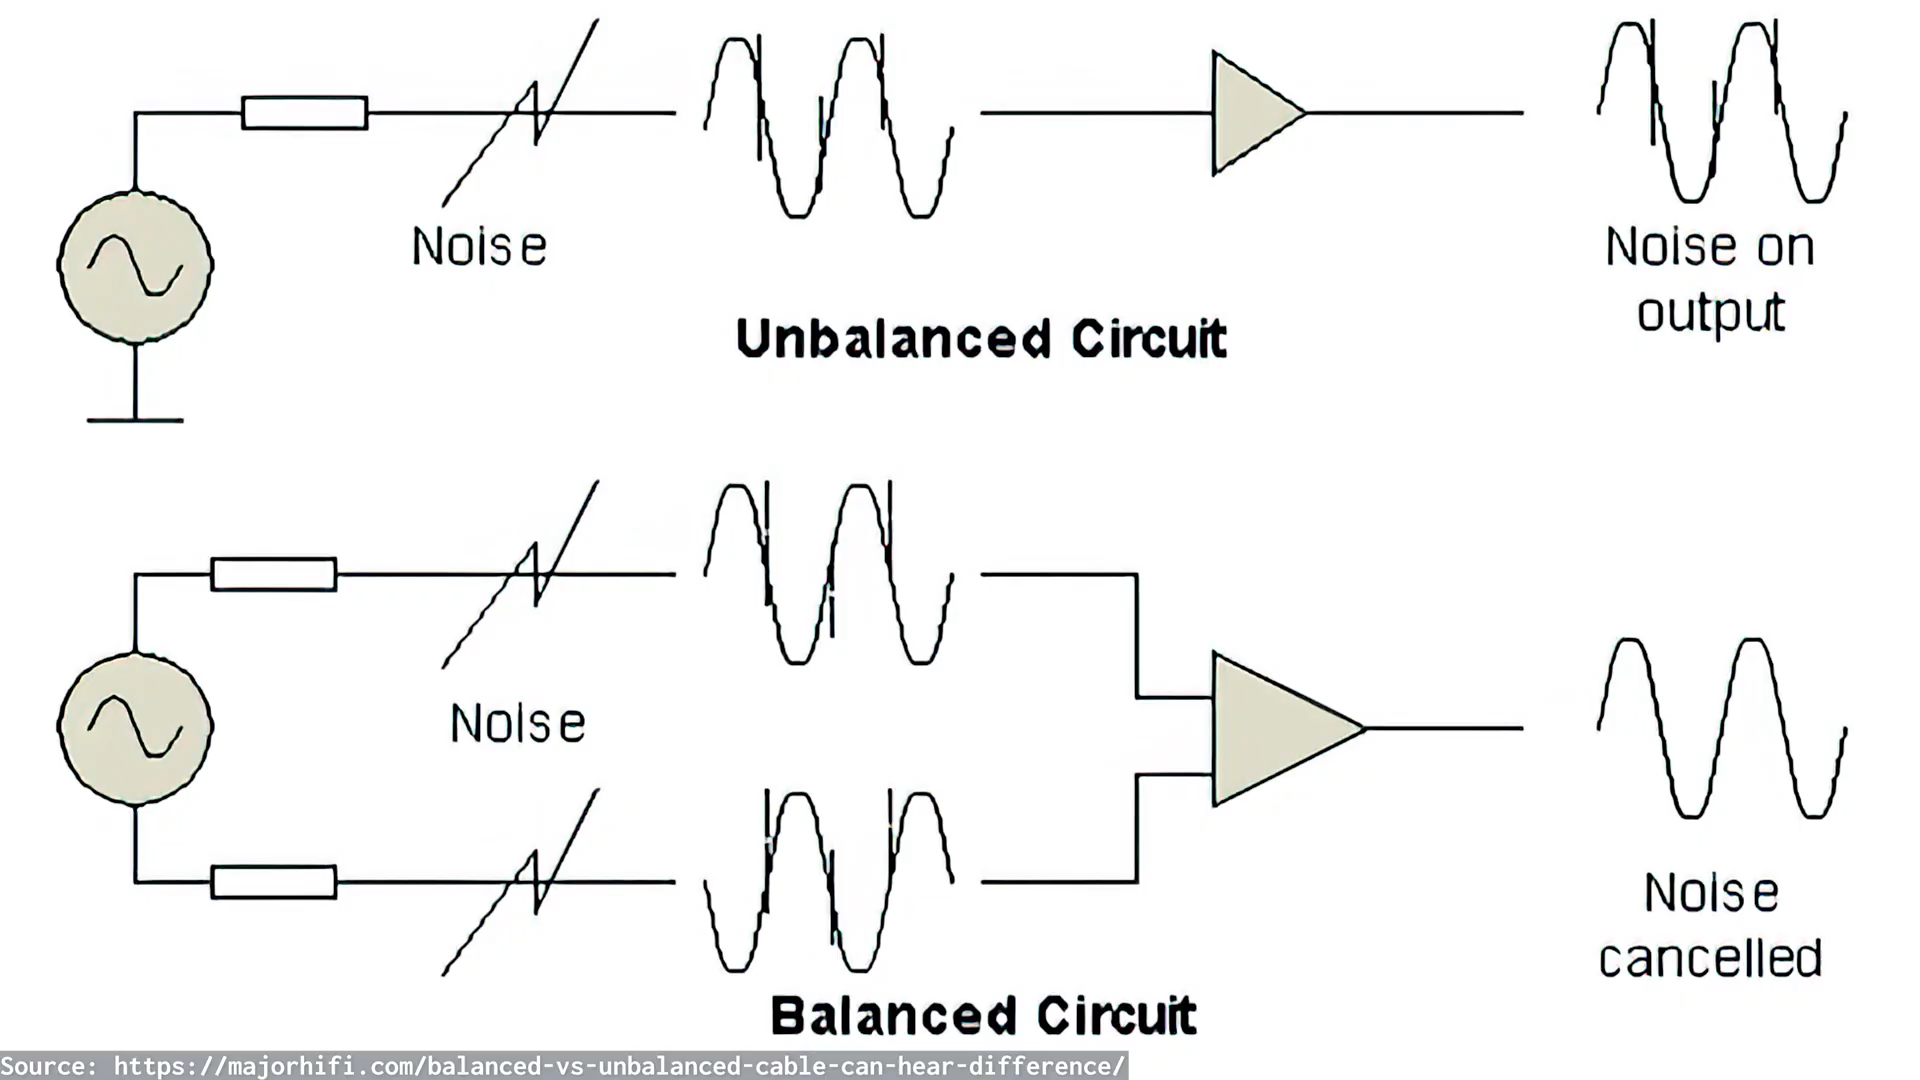 Noise
Noise on
output
Unbalanced Circuit
Noise
Noise
cancelled
Balanced Circuit
Source: https://majorhifi.com/balanced-vs-unbalanced-cable-can-hear-difference/